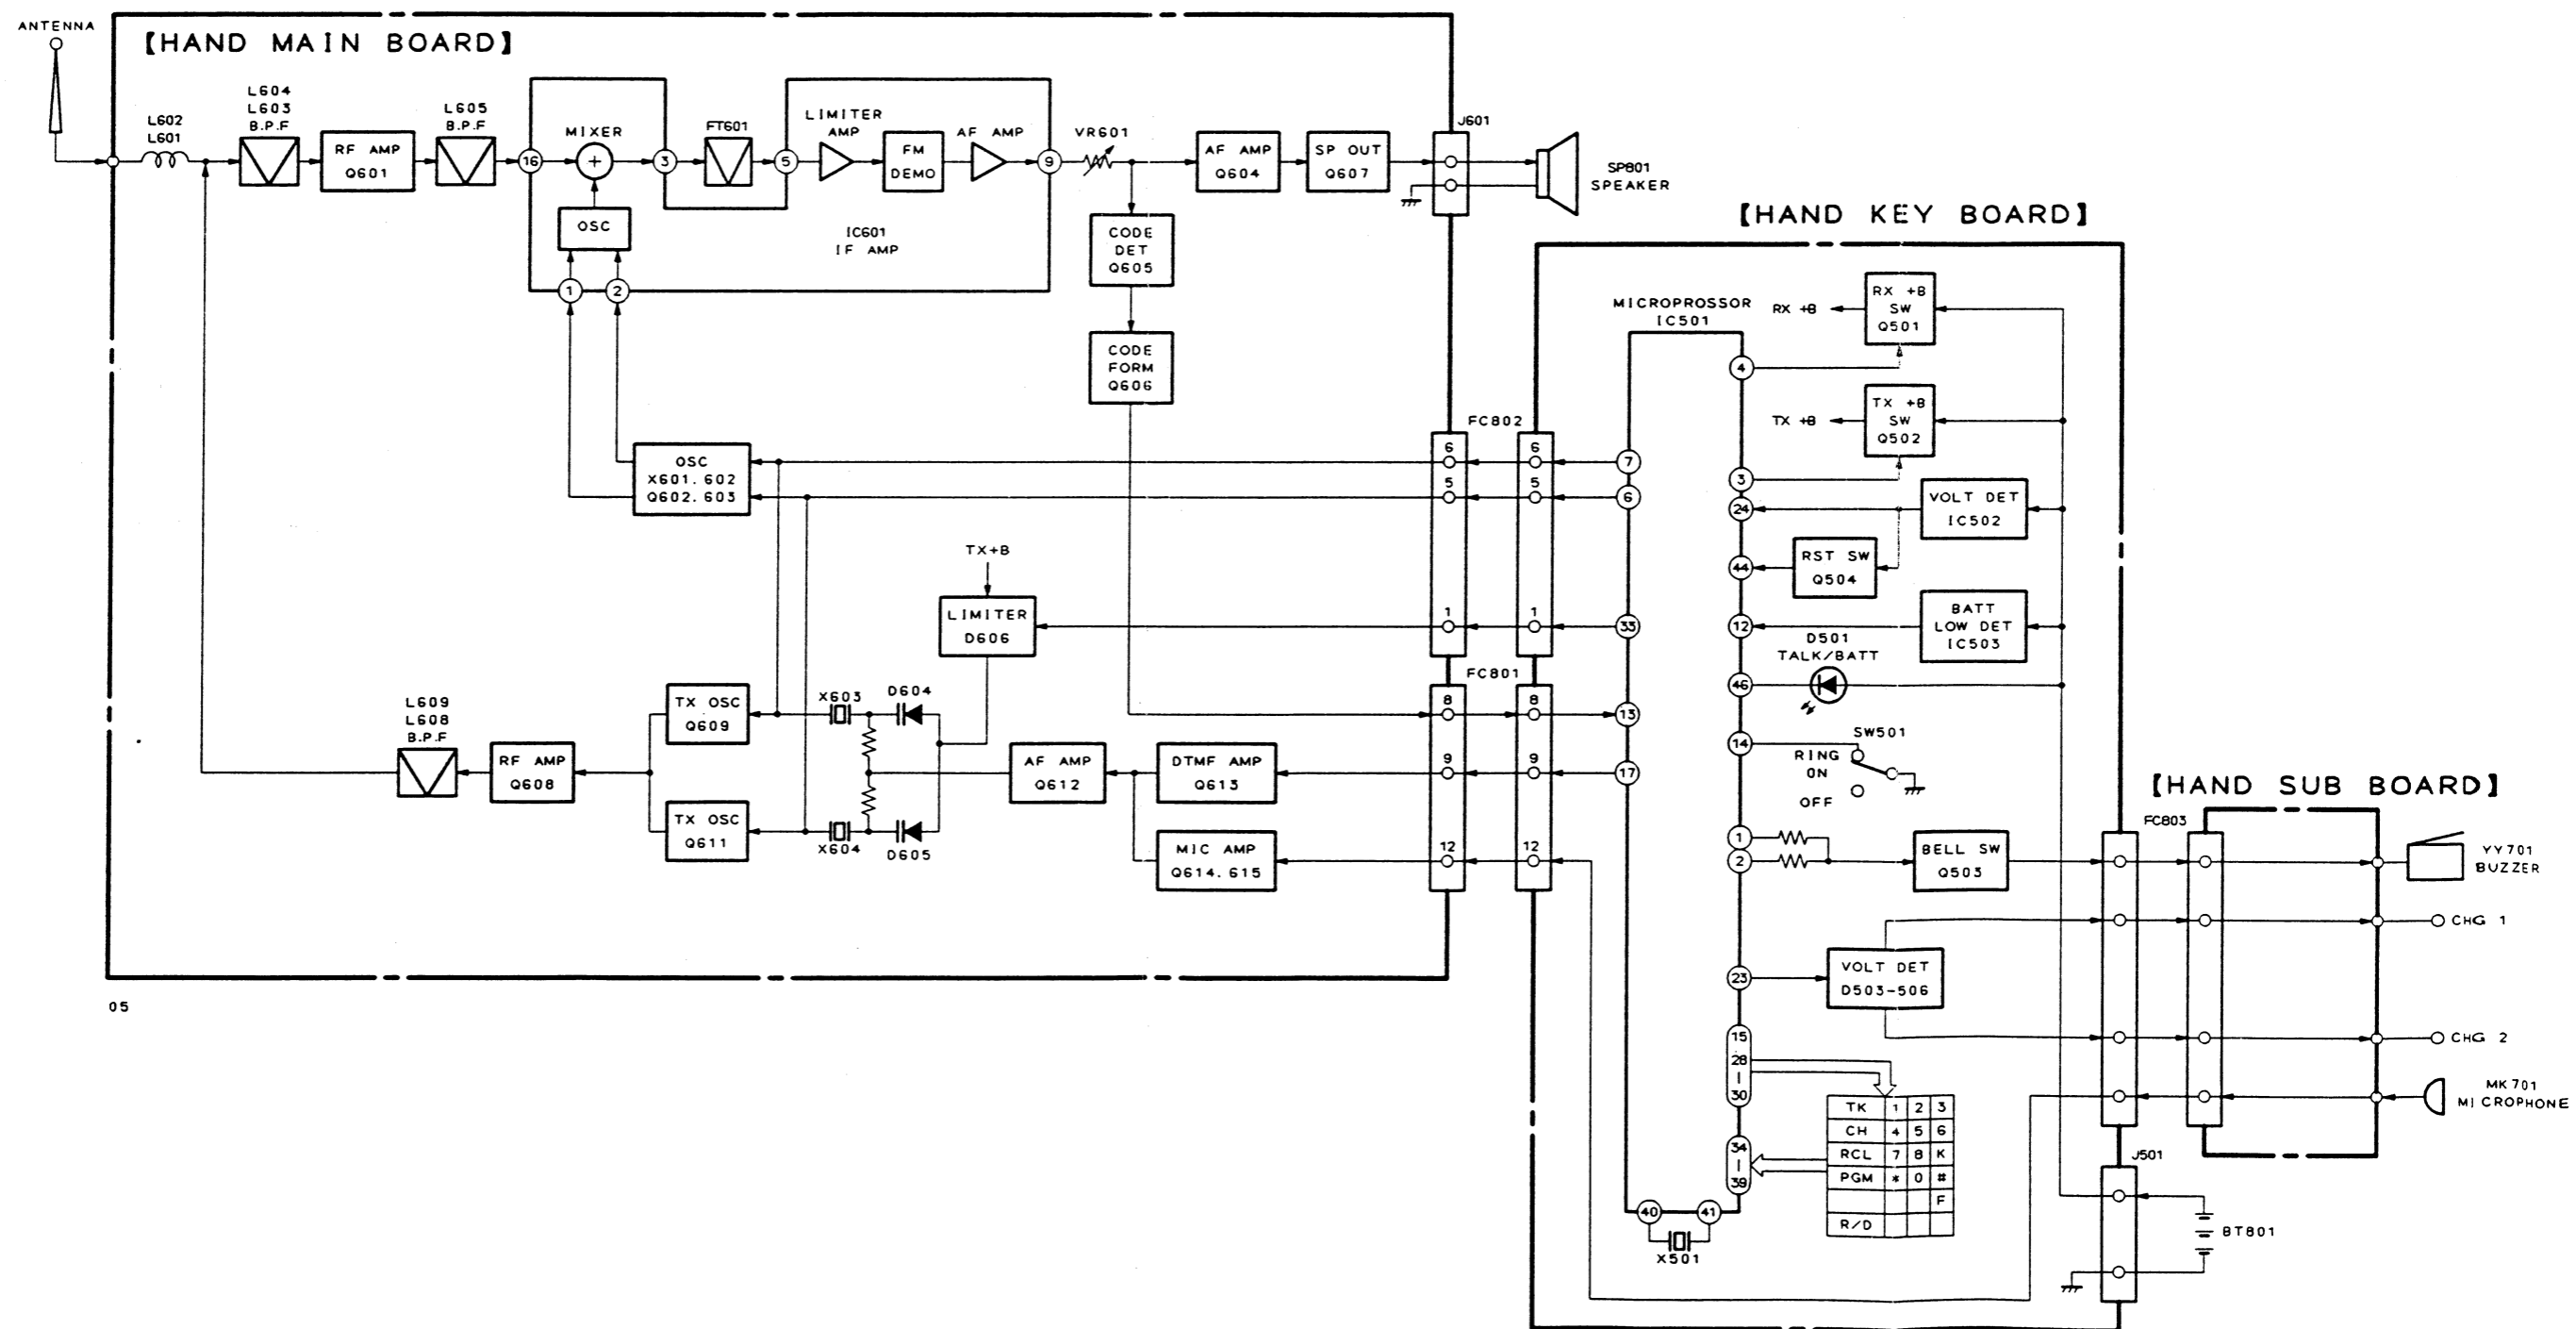 ANTENNA
【HAND MAIN BOARD】
L602
L601
L604
L603
B.P.F
RF AMP
Q601
L605
B.P.F
16
MIXER
OSC
1
2
3
FT601
5
LIMITER
AMP
FM
DEMO
AF AMP
9
IC601
IF AMP
VR601
CODE
DET
Q605
CODE
FORM
Q606
AF AMP
Q604
SP OUT
Q607
J601
SP801
SPEAKER
OSC
X601.602
Q602.603
TX+B
LIMITER
D606
L609
L608
B.P.F
RF AMP
Q608
TX OSC
Q609
TX OSC
Q611
X603
D604
X604
D605
AF AMP
Q612
DTMF AMP
Q613
MIC AMP
Q614.615
05
FC802
6 6
5 5
1 1
FC801
8 8
9 9
12 12
【HAND KEY BOARD】
MICROPROSSOR
IC501
7
6
33
13
17
4
3
24
44
12
46
14
1
2
23
15
28
30
34
39
40
41
X501
RX +B
RX +B
SW
Q501
TX +B
TX +B
SW
Q502
VOLT DET
IC502
RST SW
Q504
BATT
LOW DET
IC503
D501
TALK/BATT
SW501
RING
ON
OFF
BELL SW
Q503
VOLT DET
D503-506
TK 1 2 3
CH 4 5 6
RCL 7 8 K
PGM * 0 #
F
R/D
【HAND SUB BOARD】
FC803
YY701
BUZZER
CHG 1
CHG 2
MK701
MICROPHONE
J501
BT801